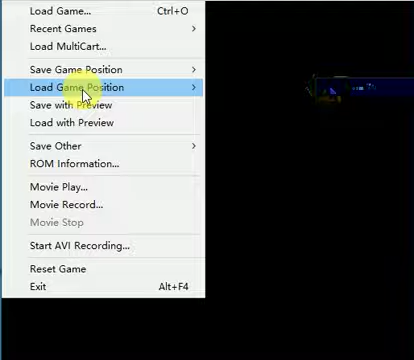 Load Game... Ctrl+O
Recent Games
Load MultiCart...
Save Game Position
Load Game Position
Save with Preview
Load with Preview
Save Other
ROM Information...
Movie Play...
Movie Record...
Movie Stop
Start AVI Recording...
Reset Game
Exit Alt+F4